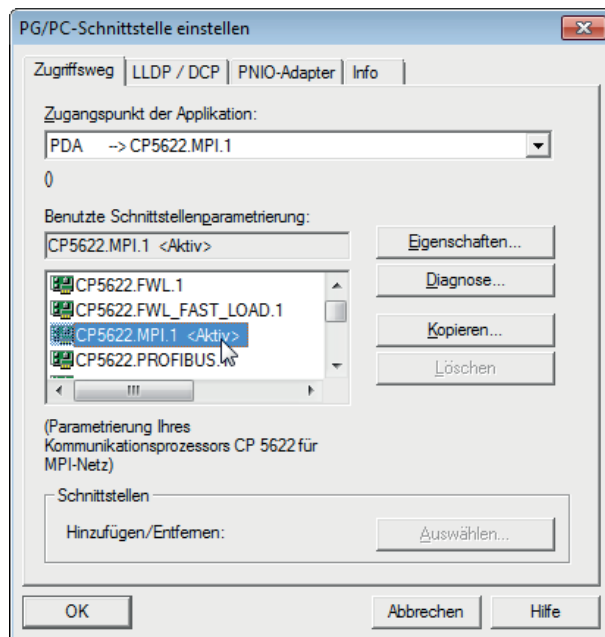 PG/PC-Schnittstelle einstellen
Zugriffsweg LLDP / DCP PNIO-Adapter Info
Zugangspunkt der Applikation:
PDA --> CP5622.MPI.1
()
Benutzte Schnittstellenparametrierung:
CP5622.MPI.1 <Aktiv>
Eigenschaften...
CP5622.FWL.1
Diagnose...
CP5622.FWL_FAST_LOAD.1
CP5622.MPI.1 <Aktiv>
Kopieren...
CP5622.PROFIBUS.
Löschen
(Parametrierung Ihres
Kommunikationsprozessors CP 5622 für
MPI-Netz)
Schnittstellen
Hinzufügen/Entfernen:
Auswählen...
OK Abbrechen Hilfe